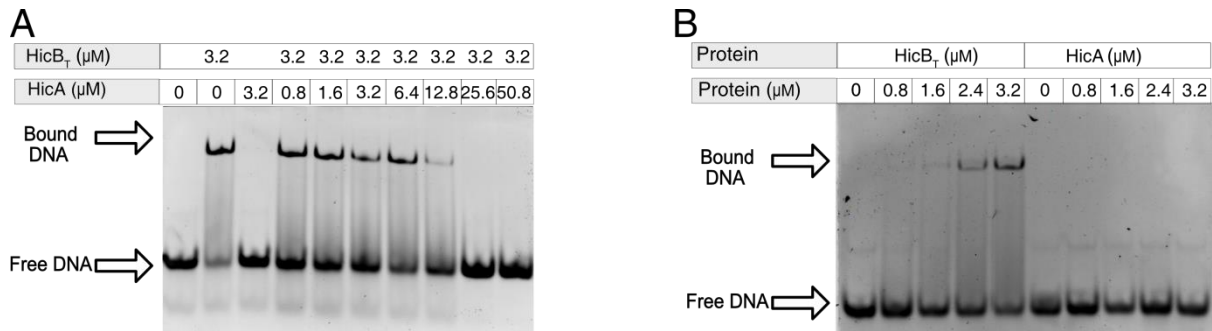 A
HicB_T (μM) 3.2 3.2 3.2 3.2 3.2 3.2 3.2 3.2
HicA (μM) 0 0 3.2 0.8 1.6 3.2 6.4 12.8 25.6 50.8
Bound DNA
Free DNA
B
Protein HicB_T HicA
Protein (μM) 0 0.8 1.6 2.4 3.2 0 0.8 1.6 2.4 3.2
Bound DNA
Free DNA